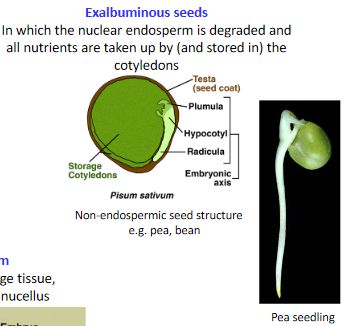 Exalbuminous seeds
In which the nuclear endosperm is degraded and
all nutrients are taken up by (and stored in) the
cotyledons
Testa
(seed coat)
Plumula
Hypocotyl
Radicula
Storage
Cotyledons
Embryonic
axis
Pisum sativum
Non-endospermic seed structure
e.g. pea, bean
m
ge tissue,
nucellus
Pea seedling